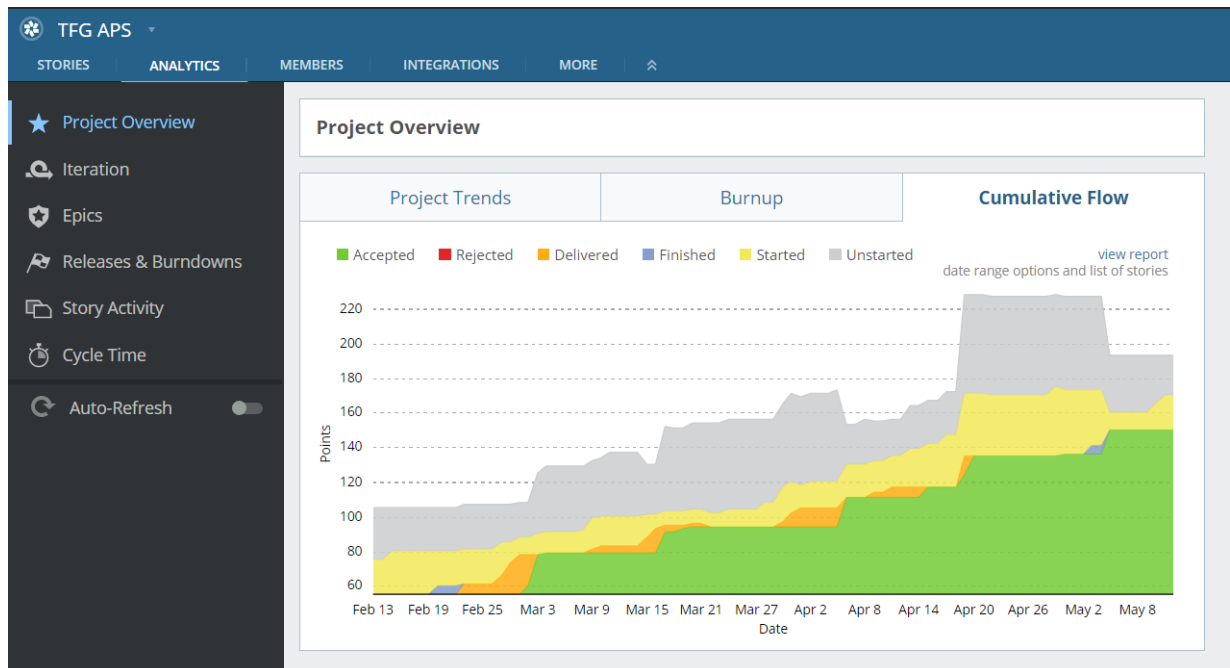 TFG APS
STORIES ANALYTICS MEMBERS INTEGRATIONS MORE
Project Overview
Iteration
Epics
Releases & Burndowns
Story Activity
Cycle Time
Auto-Refresh
Project Overview
Project Trends Burnup Cumulative Flow
Accepted Rejected Delivered Finished Started Unstarted
view report
date range options and list of stories
220
200
180
160
140
120
100
80
60
Points
Feb 13 Feb 19 Feb 25 Mar 3 Mar 9 Mar 15 Mar 21 Mar 27 Apr 2 Apr 8 Apr 14 Apr 20 Apr 26 May 2 May 8
Date